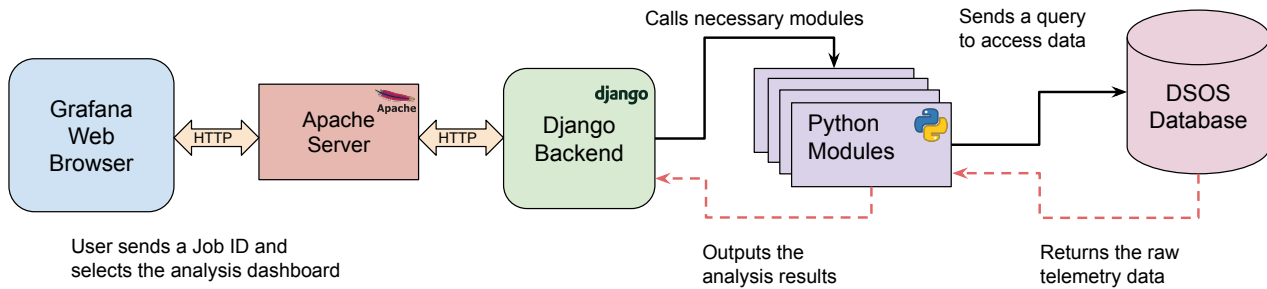 Calls necessary modules
Sends a query
to access data
Grafana
Web
Browser
HTTP
Apache
Server
Apache
HTTP
django
Django
Backend
Python
Modules
DSOS
Database
User sends a Job ID and
selects the analysis dashboard
Outputs the
analysis results
Returns the raw
telemetry data